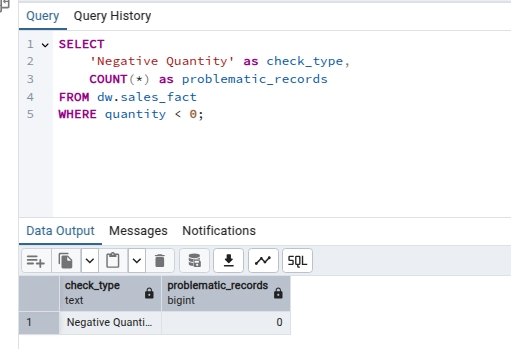 Query Query History
1 SELECT
2 'Negative Quantity' as check_type,
3 COUNT(*) as problematic_records
4 FROM dw.sales_fact
5 WHERE quantity < 0;
Data Output Messages Notifications
SQL
check_type problematic_records
text bigint
1 Negative Quanti... 0